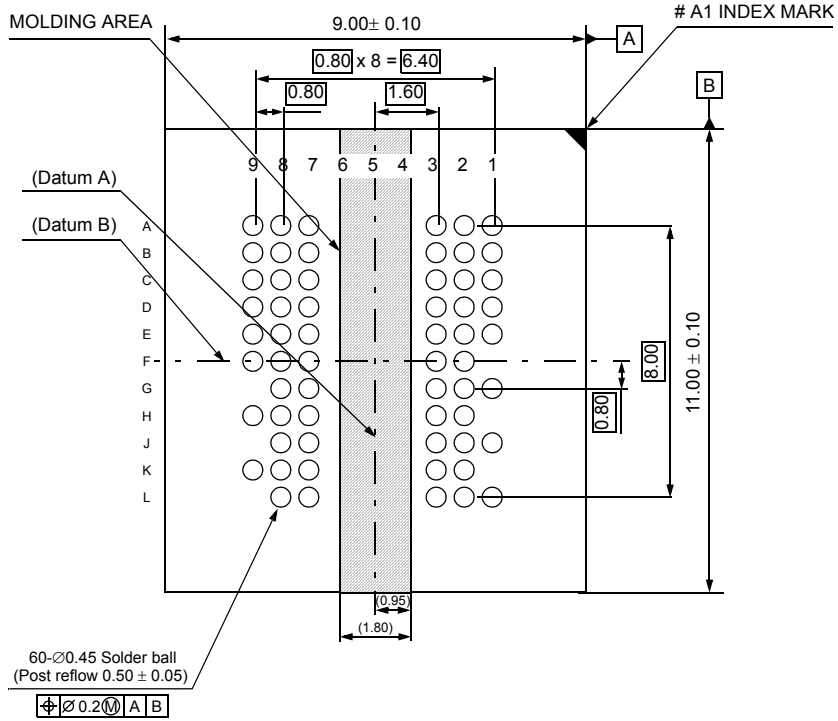 MOLDING AREA
9.00± 0.10
# A1 INDEX MARK
A
0.80 x 8 = 6.40
0.80
1.60
B
9 8 7 6 5 4 3 2 1
(Datum A)
(Datum B)
A
B
C
D
E
F
G
H
J
K
L
8.00
11.00 ± 0.10
0.80
(0.95)
(1.80)
60-∅0.45 Solder ball
(Post reflow 0.50 ± 0.05)
⌖ ∅ 0.2Ⓜ A B